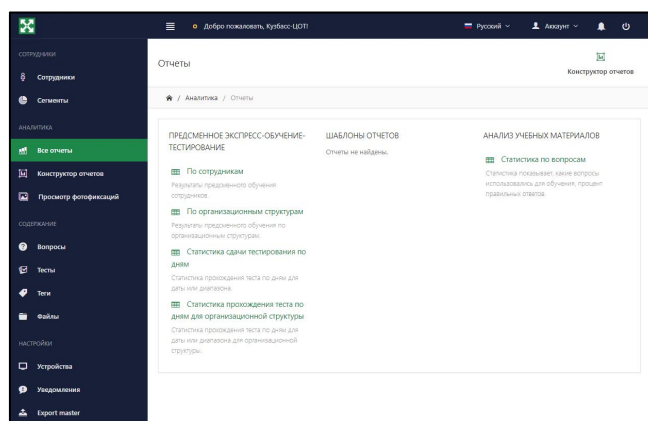 Добро пожаловать, Кузбасс-ЦОТ!
Русский
Аккаунт
СОТРУДНИКИ
Сотрудники
Сегменты
АНАЛИТИКА
Все отчеты
Конструктор отчетов
Просмотр фотофиксаций
СОДЕРЖАНИЕ
Вопросы
Тесты
Теги
Файлы
НАСТРОЙКИ
Устройства
Уведомления
Export master
Отчеты
Конструктор отчетов
/ Аналитика / Отчеты
ПРЕДСМЕННОЕ ЭКСПРЕСС-ОБУЧЕНИЕ-
ТЕСТИРОВАНИЕ
По сотрудникам
Результаты предсменного обучения
сотрудников.
По организационным структурам
Результаты предсменного обучения по
организационным структурам.
Статистика сдачи тестирования по
дням
Статистика прохождения теста по дням для
даты или диапазона.
Статистика прохождения теста по
дням для организационной структуры
Статистика прохождения теста по дням для
даты или диапазона для организационной
структуры.
ШАБЛОНЫ ОТЧЕТОВ
Отчеты не найдены.
АНАЛИЗ УЧЕБНЫХ МАТЕРИАЛОВ
Статистика по вопросам
Статистика показывает, какие вопросы
использовались для обучения, процент
правильных ответов.